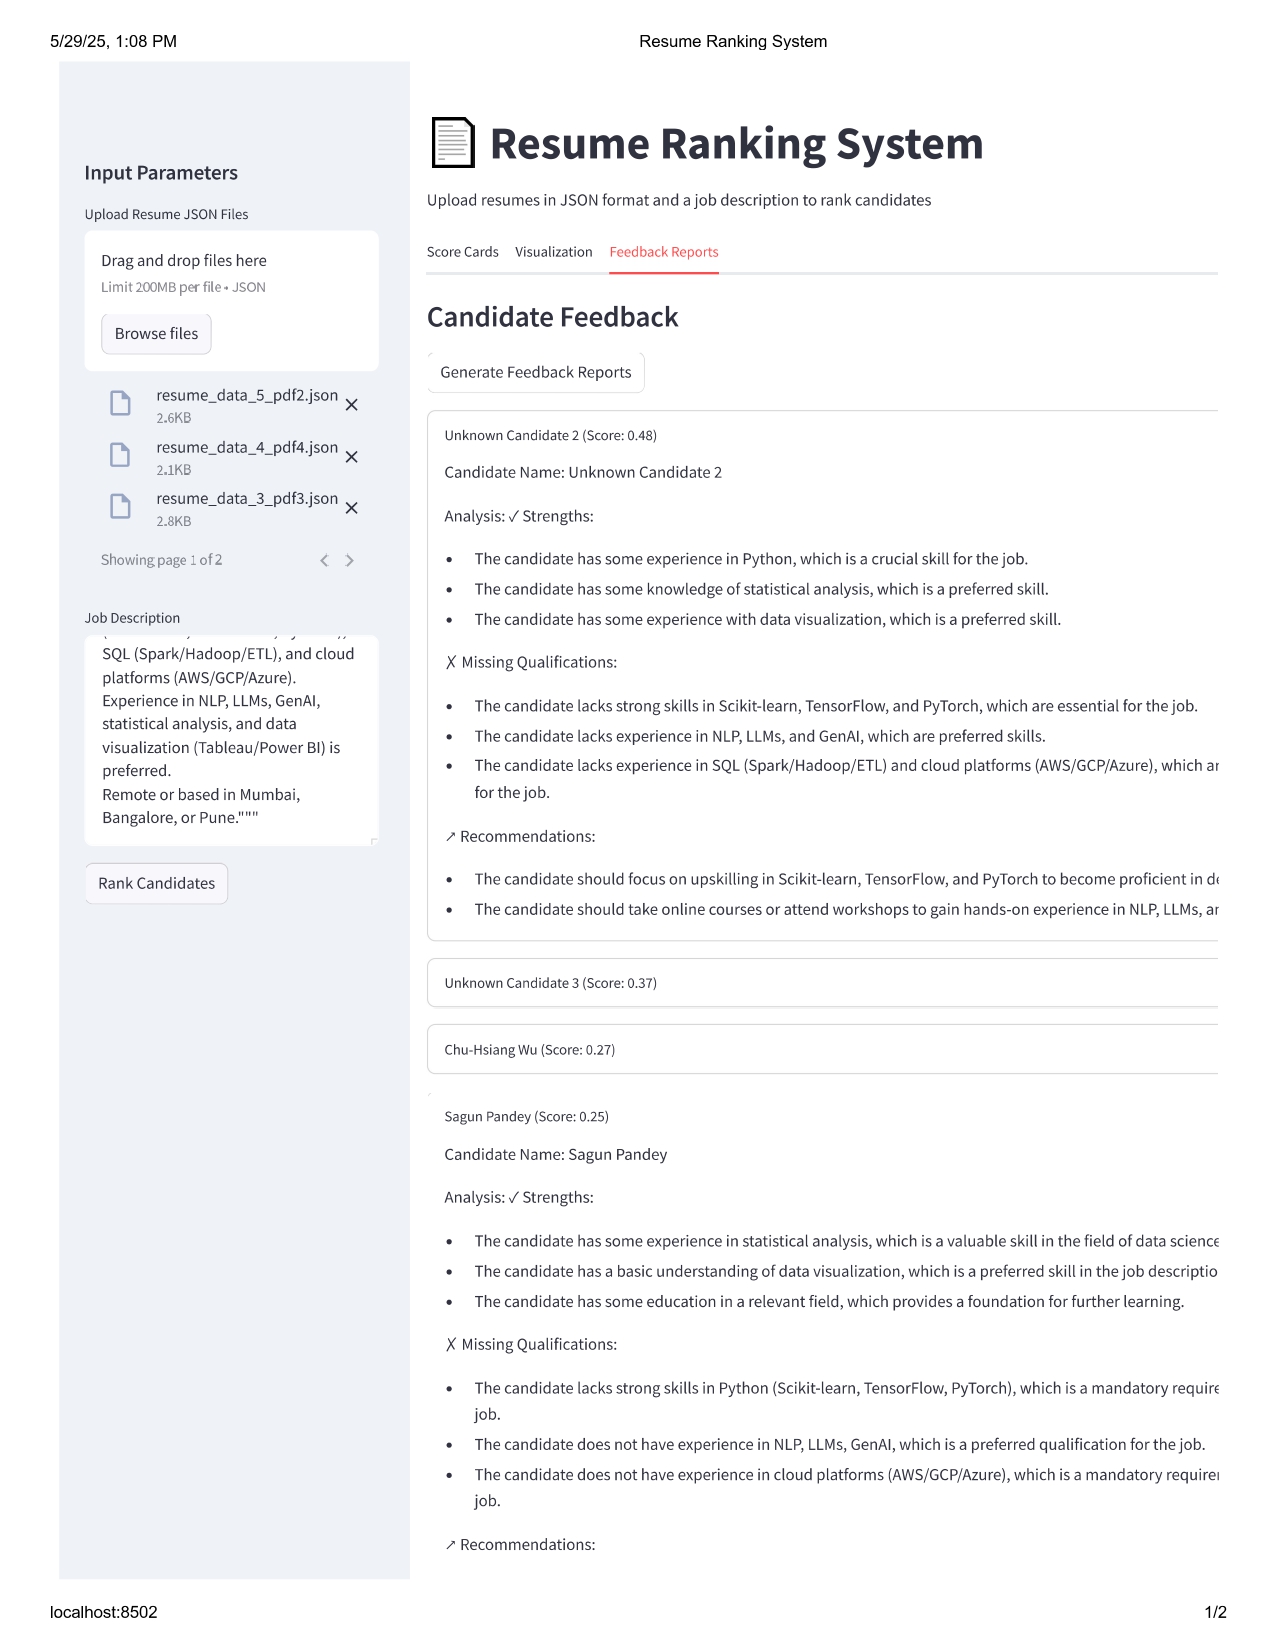 5/29/25, 1:08 PM
Resume Ranking System
Input Parameters
Upload Resume JSON Files
Drag and drop files here
Limit 200MB per file • JSON
Browse files
resume_data_5_pdf2.json
2.6KB
resume_data_4_pdf4.json
2.1KB
resume_data_3_pdf3.json
2.8KB
Showing page 1 of 2
Job Description
SQL (Spark/Hadoop/ETL), and cloud
platforms (AWS/GCP/Azure).
Experience in NLP, LLMs, GenAI,
statistical analysis, and data
visualization (Tableau/Power BI) is
preferred.
Remote or based in Mumbai,
Bangalore, or Pune."""
Rank Candidates
Resume Ranking System
Upload resumes in JSON format and a job description to rank candidates
Score Cards
Visualization
Feedback Reports
Candidate Feedback
Generate Feedback Reports
Unknown Candidate 2 (Score: 0.48)
Candidate Name: Unknown Candidate 2
Analysis: ✓ Strengths:
• The candidate has some experience in Python, which is a crucial skill for the job.
• The candidate has some knowledge of statistical analysis, which is a preferred skill.
• The candidate has some experience with data visualization, which is a preferred skill.
✗ Missing Qualifications:
• The candidate lacks strong skills in Scikit-learn, TensorFlow, and PyTorch, which are essential for the job.
• The candidate lacks experience in NLP, LLMs, and GenAI, which are preferred skills.
• The candidate lacks experience in SQL (Spark/Hadoop/ETL) and cloud platforms (AWS/GCP/Azure), which ar
for the job.
↗ Recommendations:
• The candidate should focus on upskilling in Scikit-learn, TensorFlow, and PyTorch to become proficient in de
• The candidate should take online courses or attend workshops to gain hands-on experience in NLP, LLMs, ar
Unknown Candidate 3 (Score: 0.37)
Chu-Hsiang Wu (Score: 0.27)
Sagun Pandey (Score: 0.25)
Candidate Name: Sagun Pandey
Analysis: ✓ Strengths:
• The candidate has some experience in statistical analysis, which is a valuable skill in the field of data science
• The candidate has a basic understanding of data visualization, which is a preferred skill in the job descriptio
• The candidate has some education in a relevant field, which provides a foundation for further learning.
✗ Missing Qualifications:
• The candidate lacks strong skills in Python (Scikit-learn, TensorFlow, PyTorch), which is a mandatory require
job.
• The candidate does not have experience in NLP, LLMs, GenAI, which is a preferred qualification for the job.
• The candidate does not have experience in cloud platforms (AWS/GCP/Azure), which is a mandatory requirer
job.
↗ Recommendations:
localhost:8502
1/2